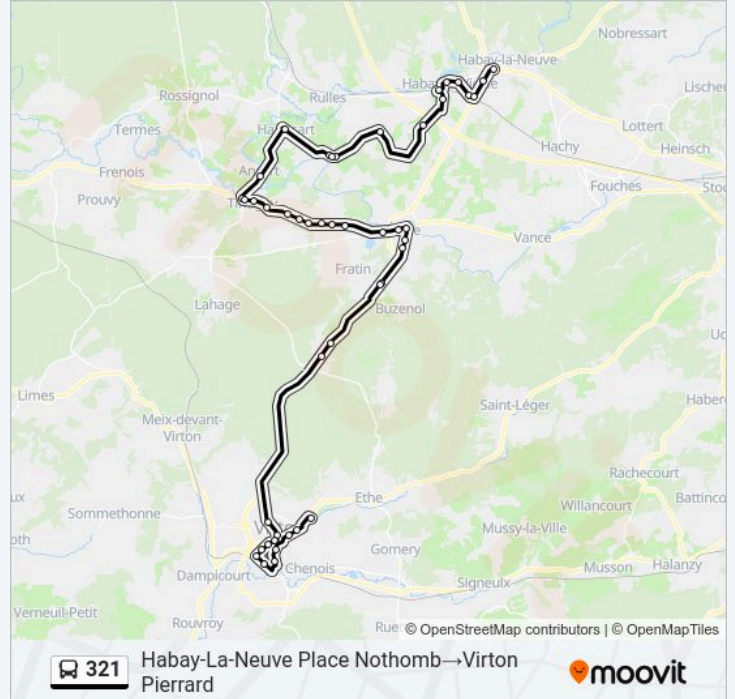 Nobressart
Habay-la-Neuve
Rossignol
Rulles
Termes
Lottert
Hachy
Heinsch
Frenois
Fouches
Prouvy
Vance
Fratin
Lahage
Buzenol
Limes
Saint-Léger
Meix-devant-
Virton
Rachecourt
Ethe
Willancourt
Sommethonne
Mussy-la-Ville
Gomery
Musson
Halanzy
Dampicourt
Chenois
Signeulx
Verneuil-Petit
Rouvroy
© OpenStreetMap contributors | © OpenMapTiles
321
Habay-La-Neuve Place Nothomb→Virton
Pierrard
moovit